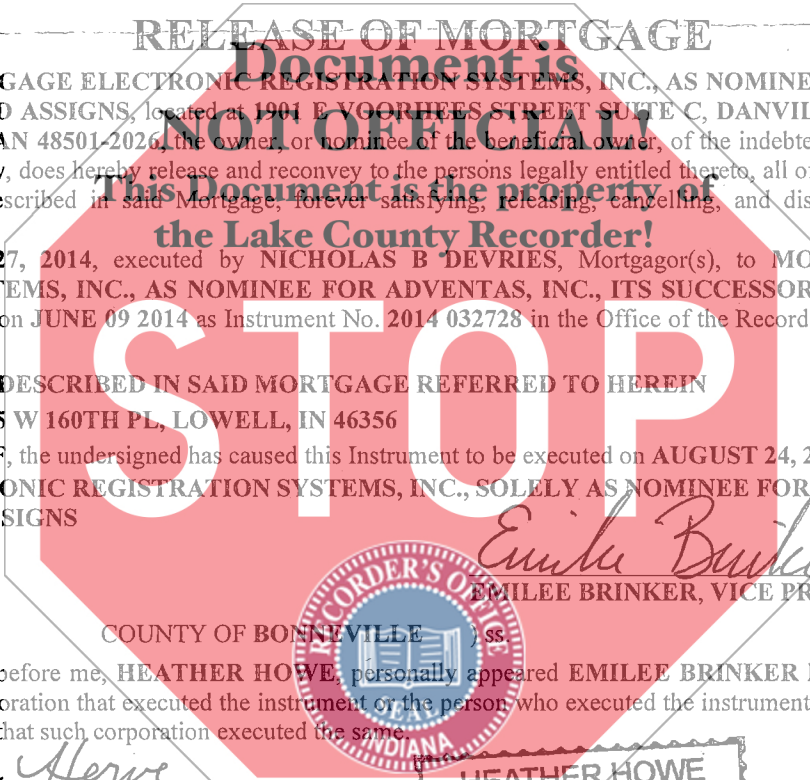 RELEASE OF MORTGAGE
Document is
GAGE ELECTRONIC REGISTRATION SYSTEMS, INC., AS NOMINE
D ASSIGNS, located at 1901 E VOORHEES STREET SUITE C, DANVIL
NOT OFFICIAL!
AN 48501-2026, the owner, or nominee of the beneficial owner, of the indebte
, does hereby release and reconvey to the persons legally entitled thereto, all of
This Document is the property of
scribed in said Mortgage, forever satisfying, releasing, cancelling, and dis
the Lake County Recorder!
27, 2014, executed by NICHOLAS B DEVRIES, Mortgagor(s), to MO
EMS, INC., AS NOMINEE FOR ADVENTAS, INC., ITS SUCCESSOR
on JUNE 09 2014 as Instrument No. 2014 032728 in the Office of the Record
DESCRIBED IN SAID MORTGAGE REFERRED TO HEREIN
5 W 160TH PL, LOWELL, IN 46356
STOP
F, the undersigned has caused this Instrument to be executed on AUGUST 24, 2
ONIC REGISTRATION SYSTEMS, INC., SOLELY AS NOMINEE FOR
SIGNS
Emilee Brinke
EMILEE BRINKER, VICE PR
RECORDER'S OFFICE
COUNTY OF BONNEVILLE ) ss.
before me, HEATHER HOWE, personally appeared EMILEE BRINKER
oration that executed the instrument or the person who executed the instrument
SEAL
hat such corporation executed the same.
INDIANA
HEATHER HOWE